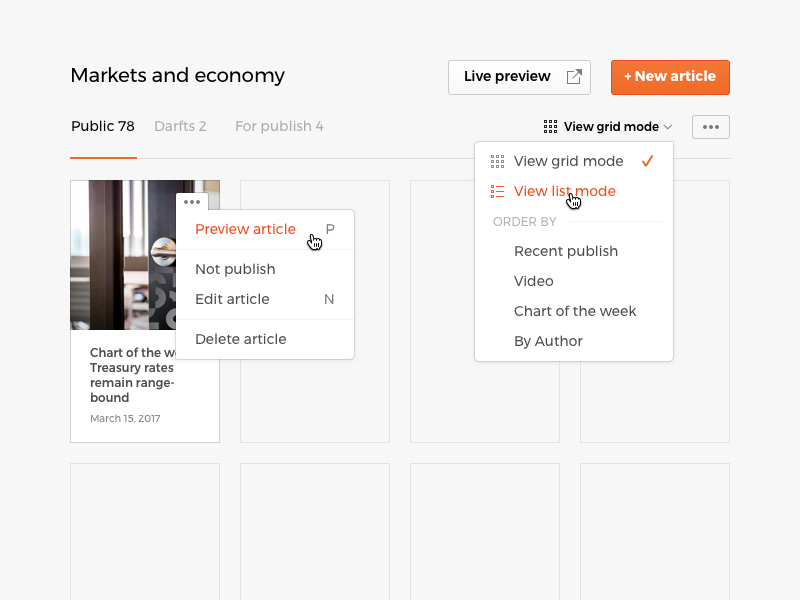 Markets and economy
Live preview
+ New article
Public 78
Darfts 2
For publish 4
View grid mode
View grid mode
View list mode
ORDER BY
Recent publish
Video
Chart of the week
By Author
Preview article P
Not publish
Edit article N
Delete article
Chart of the
Treasury rates
remain range-
bound
March 15, 2017